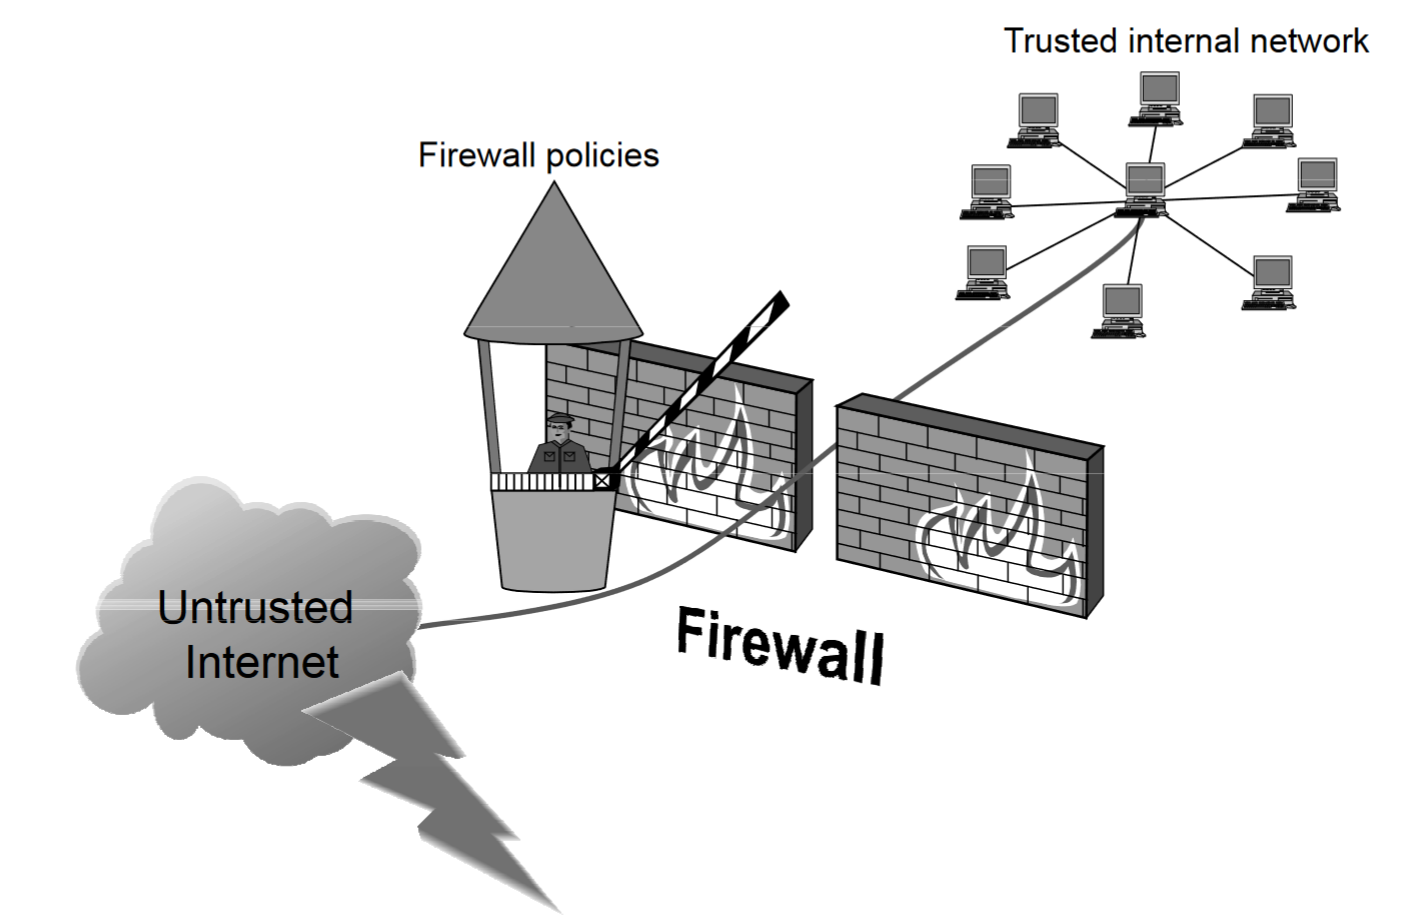 Trusted internal network
Firewall policies
Untrusted
Internet
Firewall